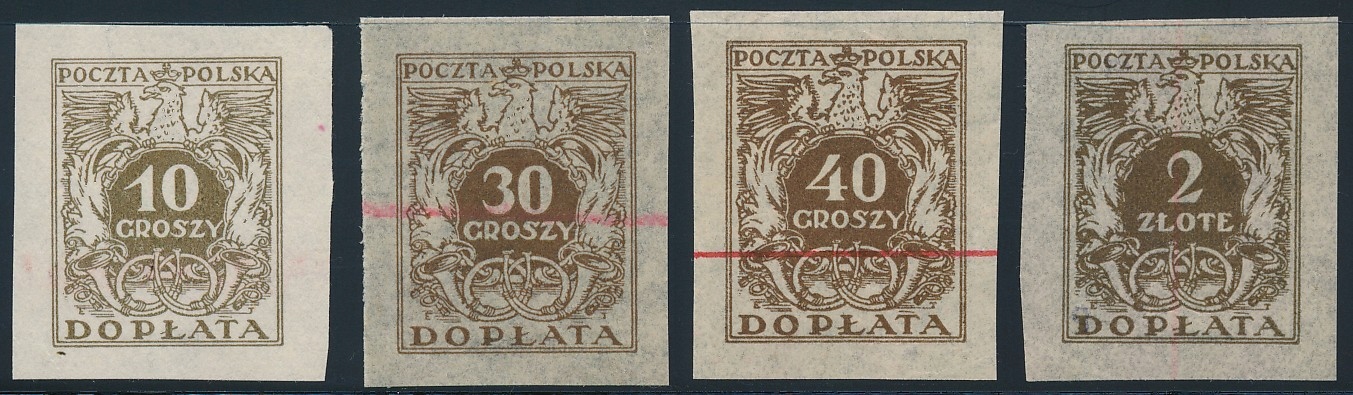 POCZTA POLSKA
10
GROSZY
DOPŁATA
POCZTA POLSKA
30
GROSZY
DOPŁATA
POCZTA POLSKA
40
GROSZY
DOPŁATA
POCZTA POLSKA
2
ZŁOTE
DOPŁATA